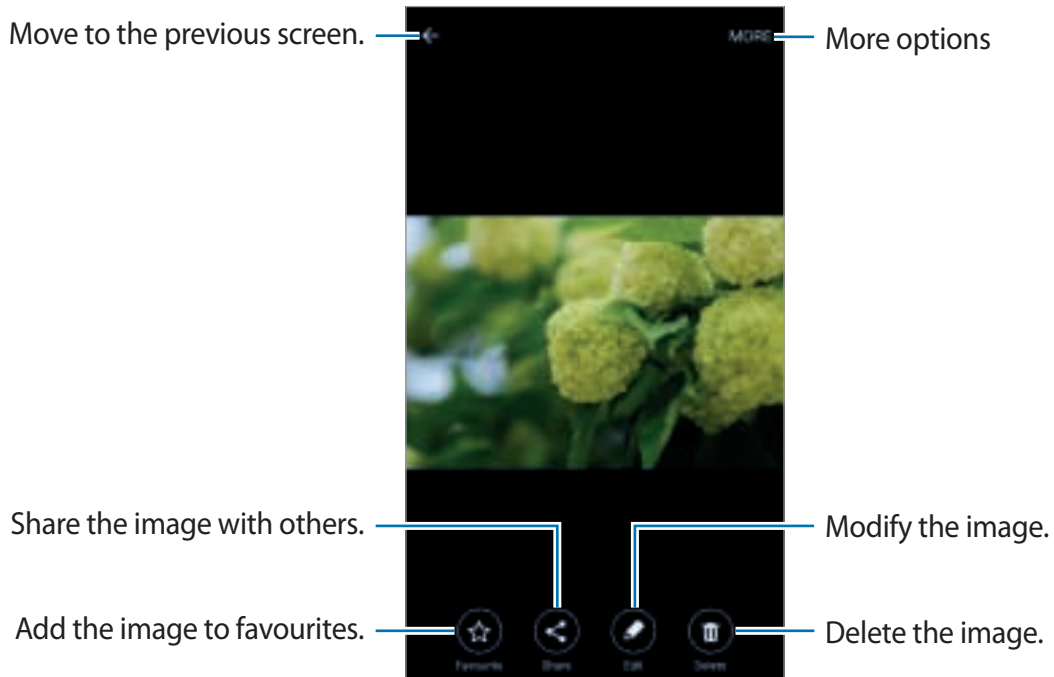 Move to the previous screen.
MORE
More options
Share the image with others.
Modify the image.
Add the image to favourites.
Delete the image.
Favourite
Share
Edit
Delete